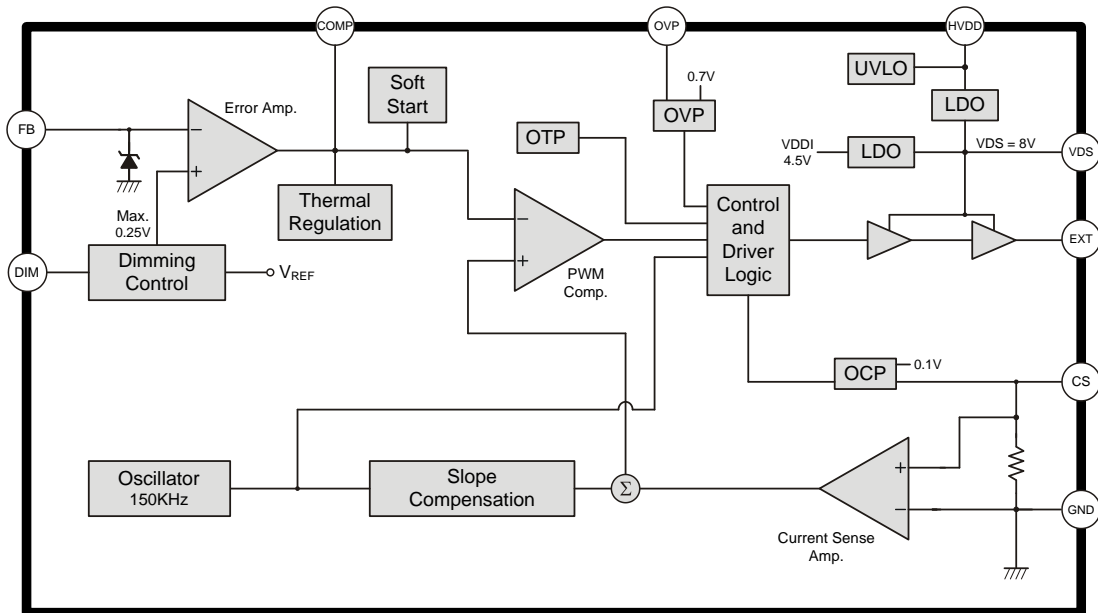 COMP
OVP
HVDD
Soft
Start
UVLO
0.7V
Error Amp.
OVP
LDO
FB
−
OTP
VDDI
4.5V
LDO
VDS = 8V
VDS
+
Thermal
Regulation
Control
and
Driver
Logic
Max.
0.25V
−
EXT
DIM
Dimming
Control
VREF
+
PWM
Comp.
OCP
0.1V
CS
Oscillator
150KHz
Slope
Compensation
Σ
+
−
GND
Current Sense
Amp.